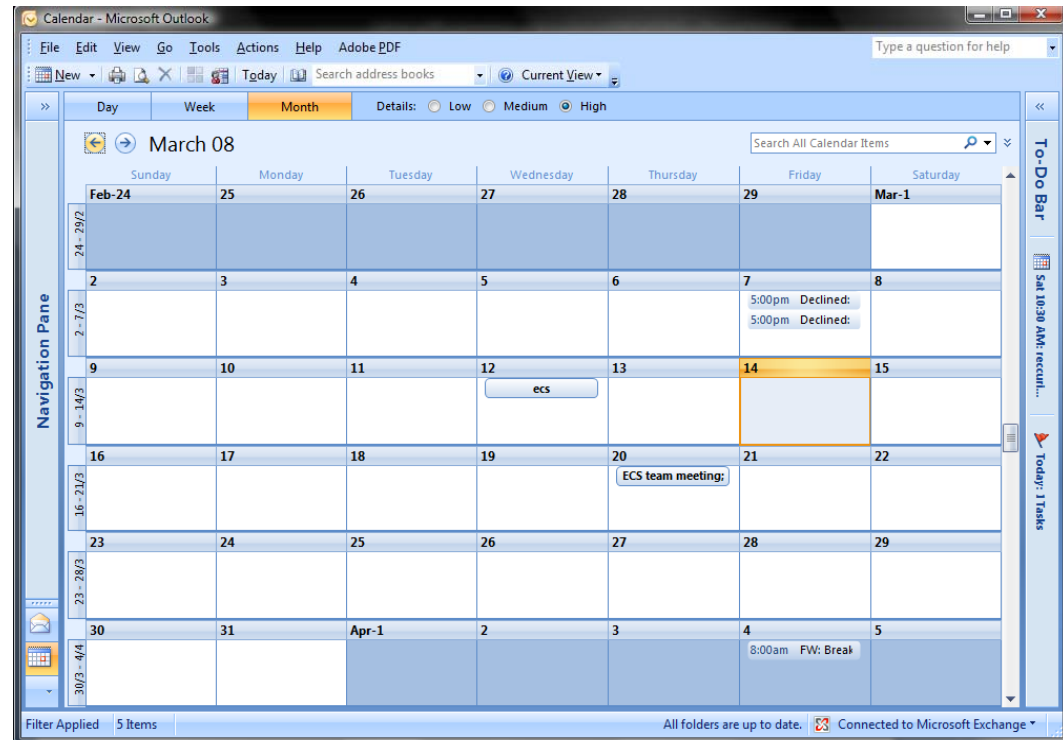 Calendar - Microsoft Outlook
File Edit View Go Tools Actions Help Adobe PDF Type a question for help
New Today Search address books Current View
Day Week Month Details: Low Medium High
March 08 Search All Calendar Items
Sunday Monday Tuesday Wednesday Thursday Friday Saturday
Feb-24 25 26 27 28 29 Mar-1
24 - 29/2
2 3 4 5 6 7 8
2 - 7/3
5:00pm Declined:
5:00pm Declined:
9 10 11 12 13 14 15
9 - 14/3
ecs
16 17 18 19 20 21 22
16 - 21/3
ECS team meeting;
23 24 25 26 27 28 29
23 - 28/3
30 31 Apr-1 2 3 4 5
30/3 - 4/4
8:00am FW: Break
Navigation Pane
To-Do Bar
Sat 10:30 AM: reccuri...
Today: 1 Tasks
Filter Applied 5 Items All folders are up to date. Connected to Microsoft Exchange